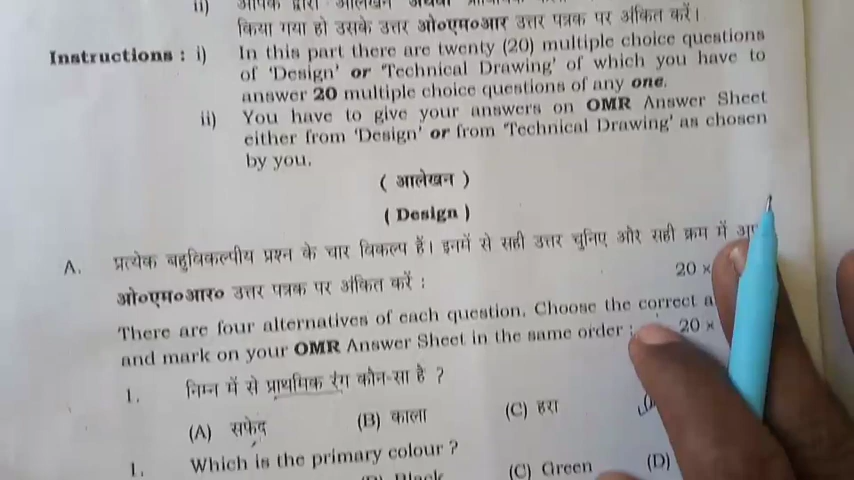 ii) आपके द्वारा आलेखन अथवा
किया गया हो उसके उत्तर ओ०एम०आर उत्तर पत्रक पर अंकित करें।
Instructions : i) In this part there are twenty (20) multiple choice questions
of 'Design' or 'Technical Drawing' of which you have to
answer 20 multiple choice questions of any one.
ii) You have to give your answers on OMR Answer Sheet
either from 'Design' or from 'Technical Drawing' as chosen
by you.
( आलेखन )
( Design )
A. प्रत्येक बहुविकल्पीय प्रश्न के चार विकल्प हैं। इनमें से सही उत्तर चुनिए और सही क्रम में
ओ०एम०आर० उत्तर पत्रक पर अंकित करें : 20 ×
There are four alternatives of each question. Choose the correct
and mark on your OMR Answer Sheet in the same order : 20 ×
1. निम्न में से प्राथमिक रंग कौन-सा है ?
(A) सफेद (B) काला (C) हरा
1. Which is the primary colour ?
(B) Black (C) Green (D)